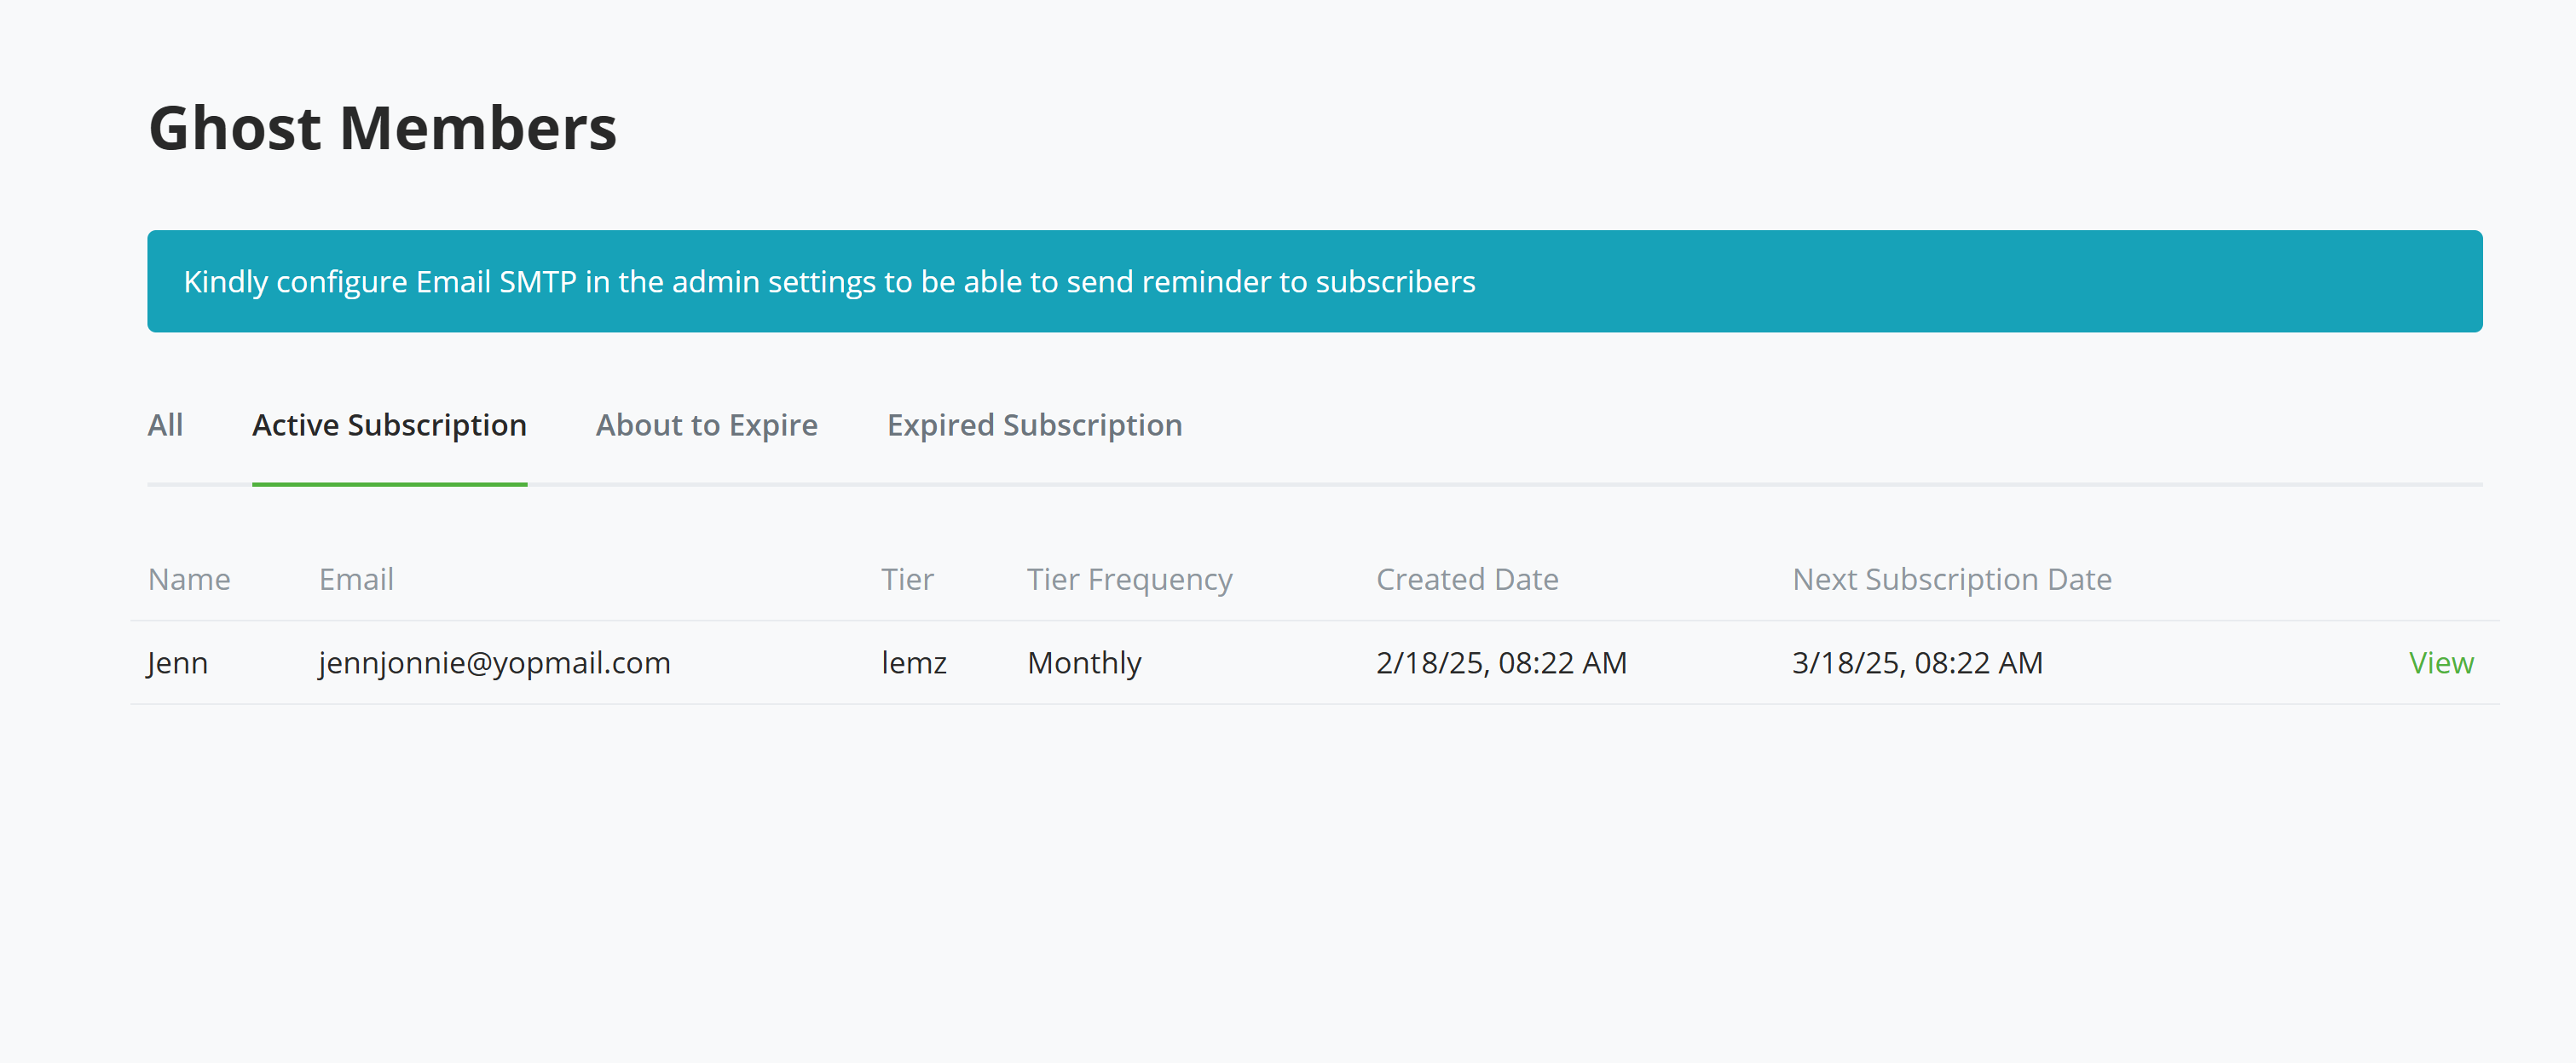 Ghost Members
Kindly configure Email SMTP in the admin settings to be able to send reminder to subscribers
All Active Subscription About to Expire Expired Subscription
Name Email Tier Tier Frequency Created Date Next Subscription Date
Jenn jennjonnie@yopmail.com lemz Monthly 2/18/25, 08:22 AM 3/18/25, 08:22 AM View